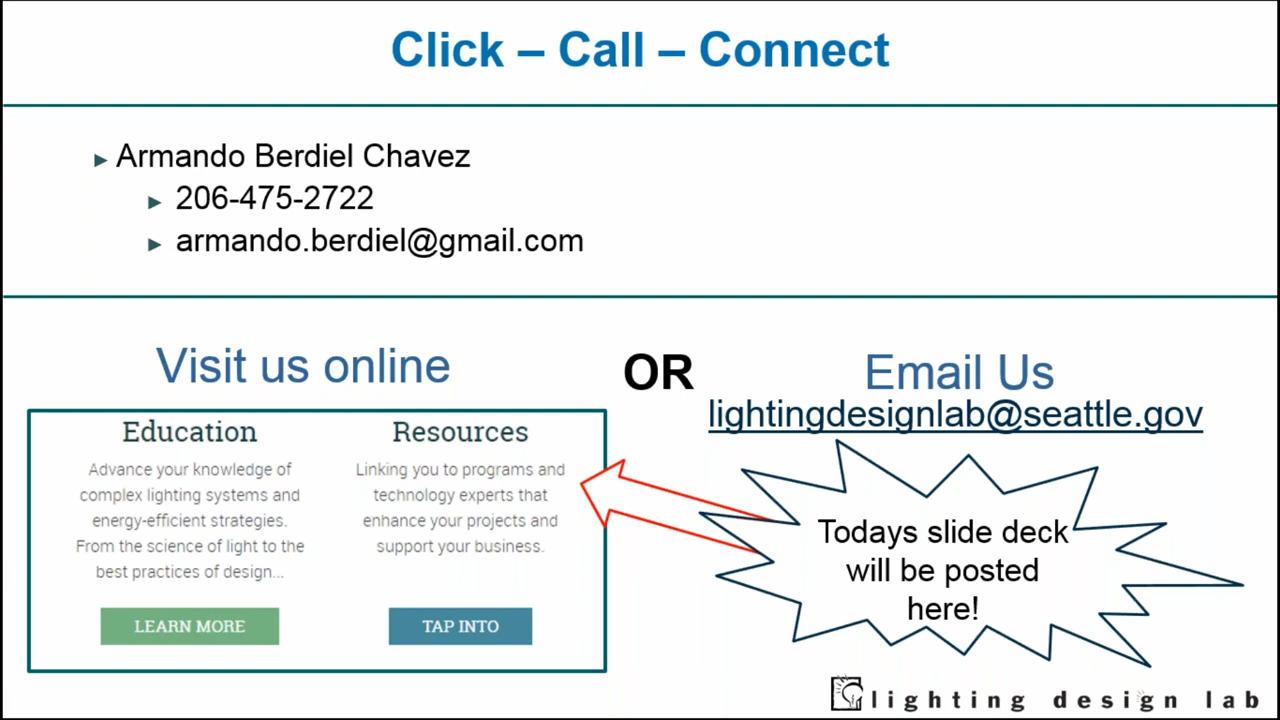 Click – Call – Connect
Armando Berdiel Chavez
206-475-2722
armando.berdiel@gmail.com
Visit us online
OR
Email Us
lightingdesignlab@seattle.gov
Education
Advance your knowledge of
complex lighting systems and
energy-efficient strategies.
From the science of light to the
best practices of design...
LEARN MORE
Resources
Linking you to programs and
technology experts that
enhance your projects and
support your business.
TAP INTO
Todays slide deck
will be posted
here!
lighting design lab